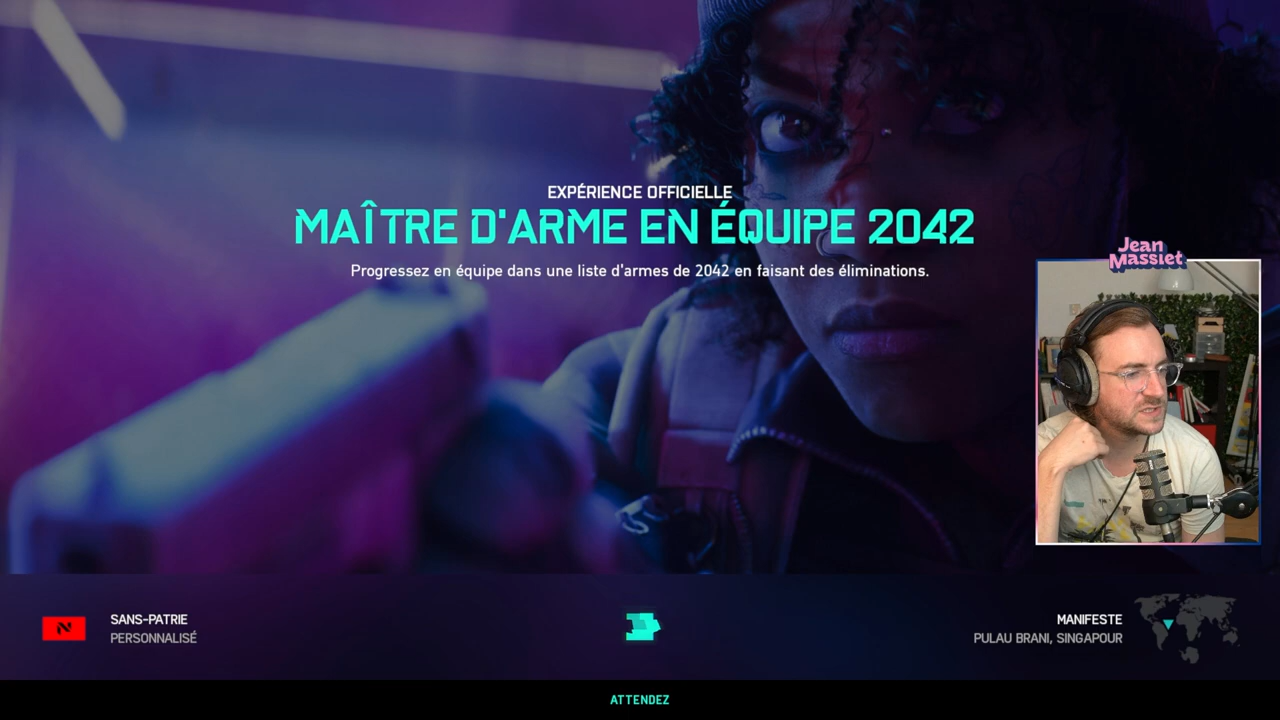 EXPÉRIENCE OFFICIELLE
MAÎTRE D'ARME EN ÉQUIPE 2042
Progressez en équipe dans une liste d'armes de 2042 en faisant des éliminations.
Jean
Massiet
SANS-PATRIE
PERSONNALISÉ
MANIFESTE
PULAU BRANI, SINGAPOUR
ATTENDEZ